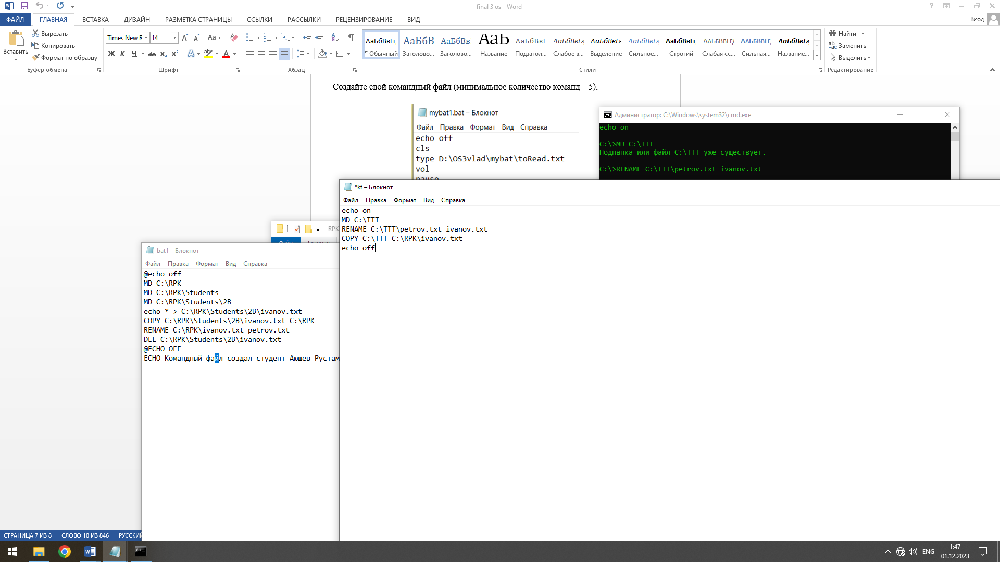 final 3 os - Word
ФАЙЛ ГЛАВНАЯ ВСТАВКА ДИЗАЙН РАЗМЕТКА СТРАНИЦЫ ССЫЛКИ РАССЫЛКИ РЕЦЕНЗИРОВАНИЕ ВИД Вход
Вставить
Вырезать
Копировать
Формат по образцу
Буфер обмена
Times New R 14
Ж К Ч abc x₂ x²
Шрифт
Абзац
АаБбВвГг, АаБбВ АаБбВв АаБ АаБбВвГ АаБбВвГг АаБбВвГг АаБбВвГг АаБбВвГг, АаБбВвГг, АаБбВвГг, АаБбВвГг
¶ Обычный Заголово... Заголово... Название Подзагол... Слабое в... Выделение Сильное... Строгий Слабая сс... Сильная... Название...
Стили
Найти
Заменить
Выделить
Редактирование
Создайте свой командный файл (минимальное количество команд – 5).
mybat1.bat – Блокнот
Файл Правка Формат Вид Справка
echo off
cls
type D:\OS3vlad\mybat\toRead.txt
vol
pause
Администратор: C:\Windows\system32\cmd.exe
echo on
C:\>MD C:\TTT
Подпапка или файл C:\TTT уже существует.
C:\>RENAME C:\TTT\petrov.txt ivanov.txt
*kf – Блокнот
Файл Правка Формат Вид Справка
echo on
MD C:\TTT
RENAME C:\TTT\petrov.txt ivanov.txt
COPY C:\TTT C:\RPK\ivanov.txt
echo off
RPK
Файл Главная
bat1 – Блокнот
Файл Правка Формат Вид Справка
@echo off
MD C:\RPK
MD C:\RPK\Students
MD C:\RPK\Students\2B
echo * > C:\RPK\Students\2B\ivanov.txt
COPY C:\RPK\Students\2B\ivanov.txt C:\RPK
RENAME C:\RPK\ivanov.txt petrov.txt
DEL C:\RPK\Students\2B\ivanov.txt
@ECHO OFF
ECHO Командный файл создал студент Аюшев Рустам
СТРАНИЦА 7 ИЗ 8 СЛОВО 10 ИЗ 846 РУССКИЙ
ENG
1:47
01.12.2023